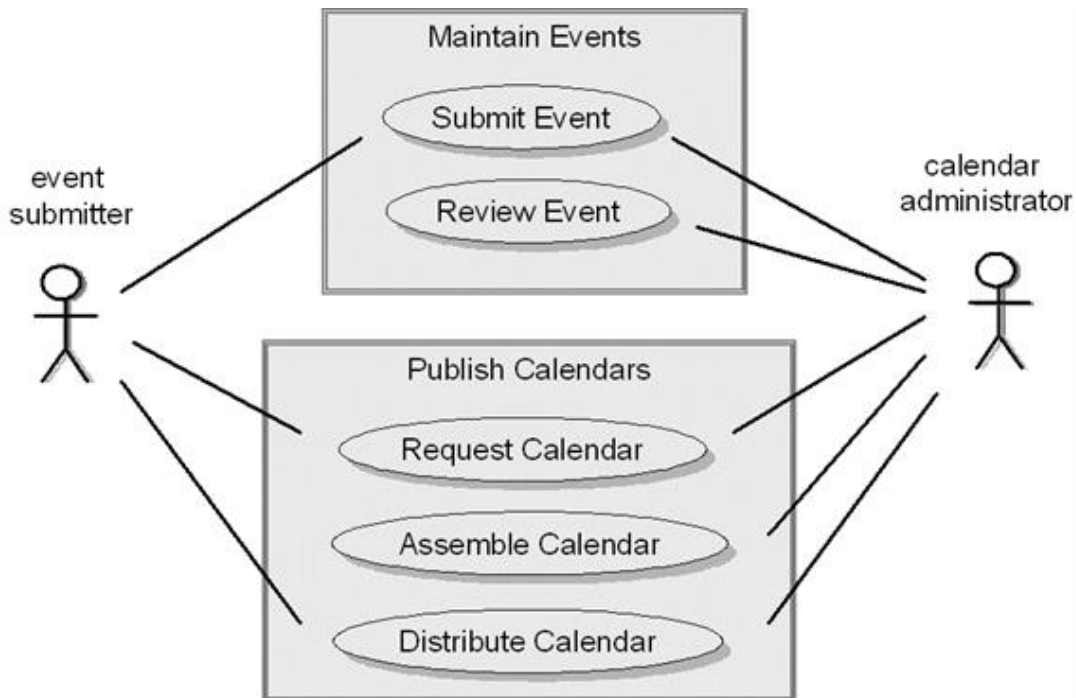 Maintain Events
Submit Event
Review Event
event
submitter
calendar
administrator
Publish Calendars
Request Calendar
Assemble Calendar
Distribute Calendar